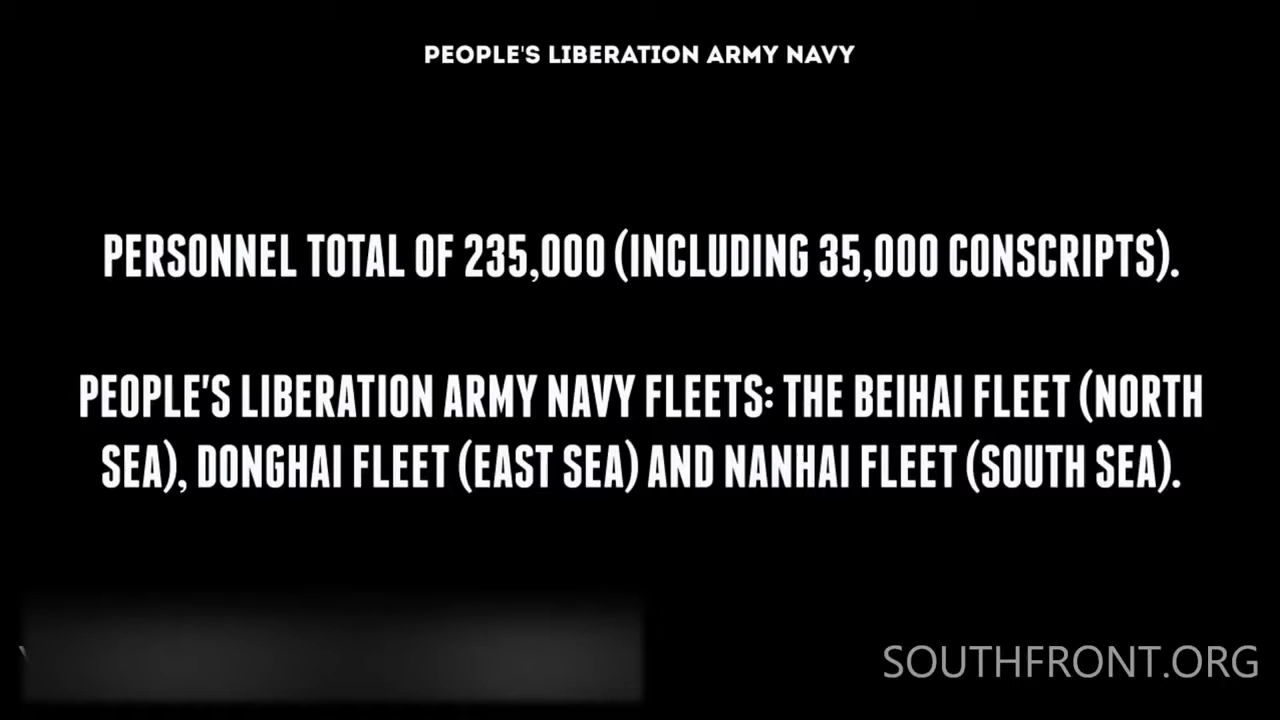 PEOPLE'S LIBERATION ARMY NAVY
PERSONNEL TOTAL OF 235,000 (INCLUDING 35,000 CONSCRIPTS).
PEOPLE'S LIBERATION ARMY NAVY FLEETS: THE BEIHAI FLEET (NORTH
SEA), DONGHAI FLEET (EAST SEA) AND NANHAI FLEET (SOUTH SEA).
SOUTHFRONT.ORG